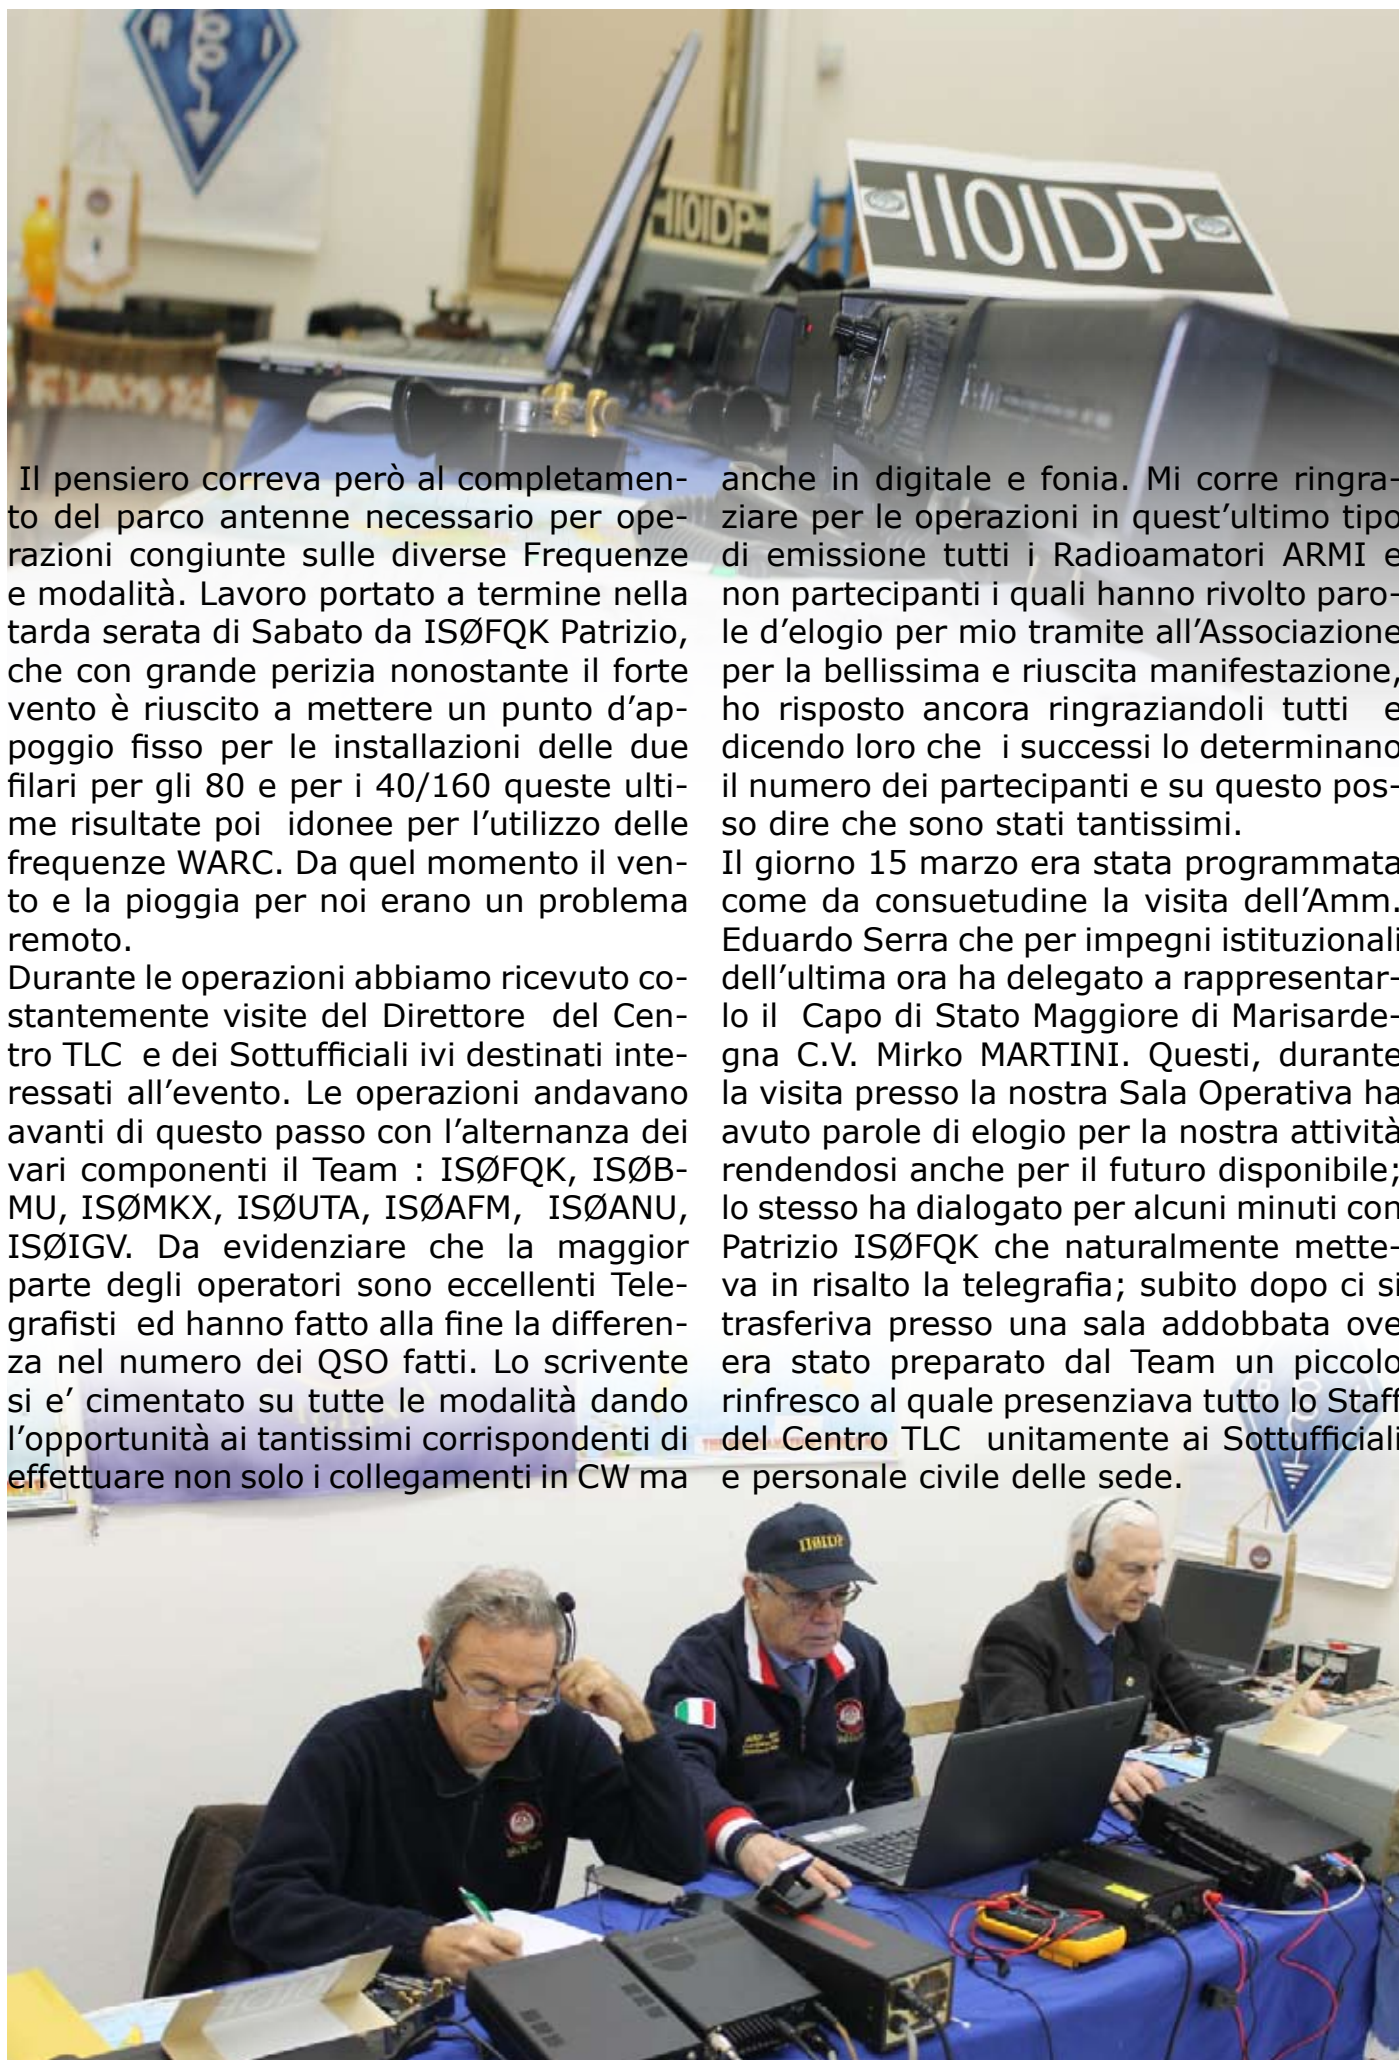 A R I
II0IDP
II0IDP
Il pensiero correva però al completamen-
to del parco antenne necessario per ope-
razioni congiunte sulle diverse Frequenze
e modalità. Lavoro portato a termine nella
tarda serata di Sabato da ISØFQK Patrizio,
che con grande perizia nonostante il forte
vento è riuscito a mettere un punto d'ap-
poggio fisso per le installazioni delle due
filari per gli 80 e per i 40/160 queste ulti-
me risultate poi idonee per l'utilizzo delle
frequenze WARC. Da quel momento il ven-
to e la pioggia per noi erano un problema
remoto.
Durante le operazioni abbiamo ricevuto co-
stantemente visite del Direttore del Cen-
tro TLC e dei Sottufficiali ivi destinati inte-
ressati all'evento. Le operazioni andavano
avanti di questo passo con l'alternanza dei
vari componenti il Team : ISØFQK, ISØB-
MU, ISØMKX, ISØUTA, ISØAFM, ISØANU,
ISØIGV. Da evidenziare che la maggior
parte degli operatori sono eccellenti Tele-
grafisti ed hanno fatto alla fine la differen-
za nel numero dei QSO fatti. Lo scrivente
si e' cimentato su tutte le modalità dando
l'opportunità ai tantissimi corrispondenti di
effettuare non solo i collegamenti in CW ma
anche in digitale e fonia. Mi corre ringra-
ziare per le operazioni in quest'ultimo tipo
di emissione tutti i Radioamatori ARMI e
non partecipanti i quali hanno rivolto paro-
le d'elogio per mio tramite all'Associazione
per la bellissima e riuscita manifestazione,
ho risposto ancora ringraziandoli tutti e
dicendo loro che i successi lo determinano
il numero dei partecipanti e su questo pos-
so dire che sono stati tantissimi.
Il giorno 15 marzo era stata programmata
come da consuetudine la visita dell'Amm.
Eduardo Serra che per impegni istituzionali
dell'ultima ora ha delegato a rappresentar-
lo il Capo di Stato Maggiore di Marisarde-
gna C.V. Mirko MARTINI. Questi, durante
la visita presso la nostra Sala Operativa ha
avuto parole di elogio per la nostra attività
rendendosi anche per il futuro disponibile;
lo stesso ha dialogato per alcuni minuti con
Patrizio ISØFQK che naturalmente mette-
va in risalto la telegrafia; subito dopo ci si
trasferiva presso una sala addobbata ove
era stato preparato dal Team un piccolo
rinfresco al quale presenziava tutto lo Staff
del Centro TLC unitamente ai Sottufficiali
e personale civile delle sede.
IIØIDP